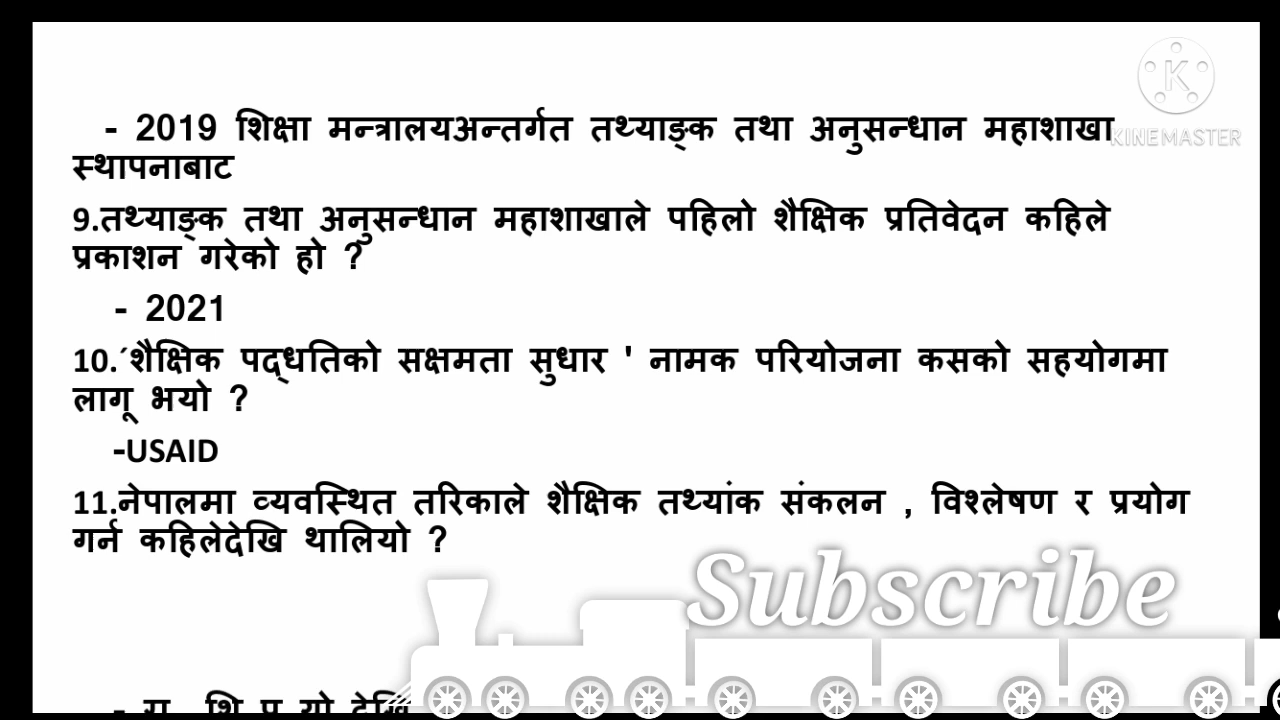 - 2019 शिक्षा मन्त्रालयअन्तर्गत तथ्याङ्क तथा अनुसन्धान महाशाखा
स्थापनाबाट
KINEMASTER
9.तथ्याङ्क तथा अनुसन्धान महाशाखाले पहिलो शैक्षिक प्रतिवेदन कहिले
प्रकाशन गरेको हो ?
- 2021
10.´शैक्षिक पद्धतिको सक्षमता सुधार ' नामक परियोजना कसको सहयोगमा
लागू भयो ?
-USAID
11.नेपालमा व्यवस्थित तरिकाले शैक्षिक तथ्यांक संकलन , विश्लेषण र प्रयोग
गर्न कहिलेदेखि थालियो ?
Subscribe